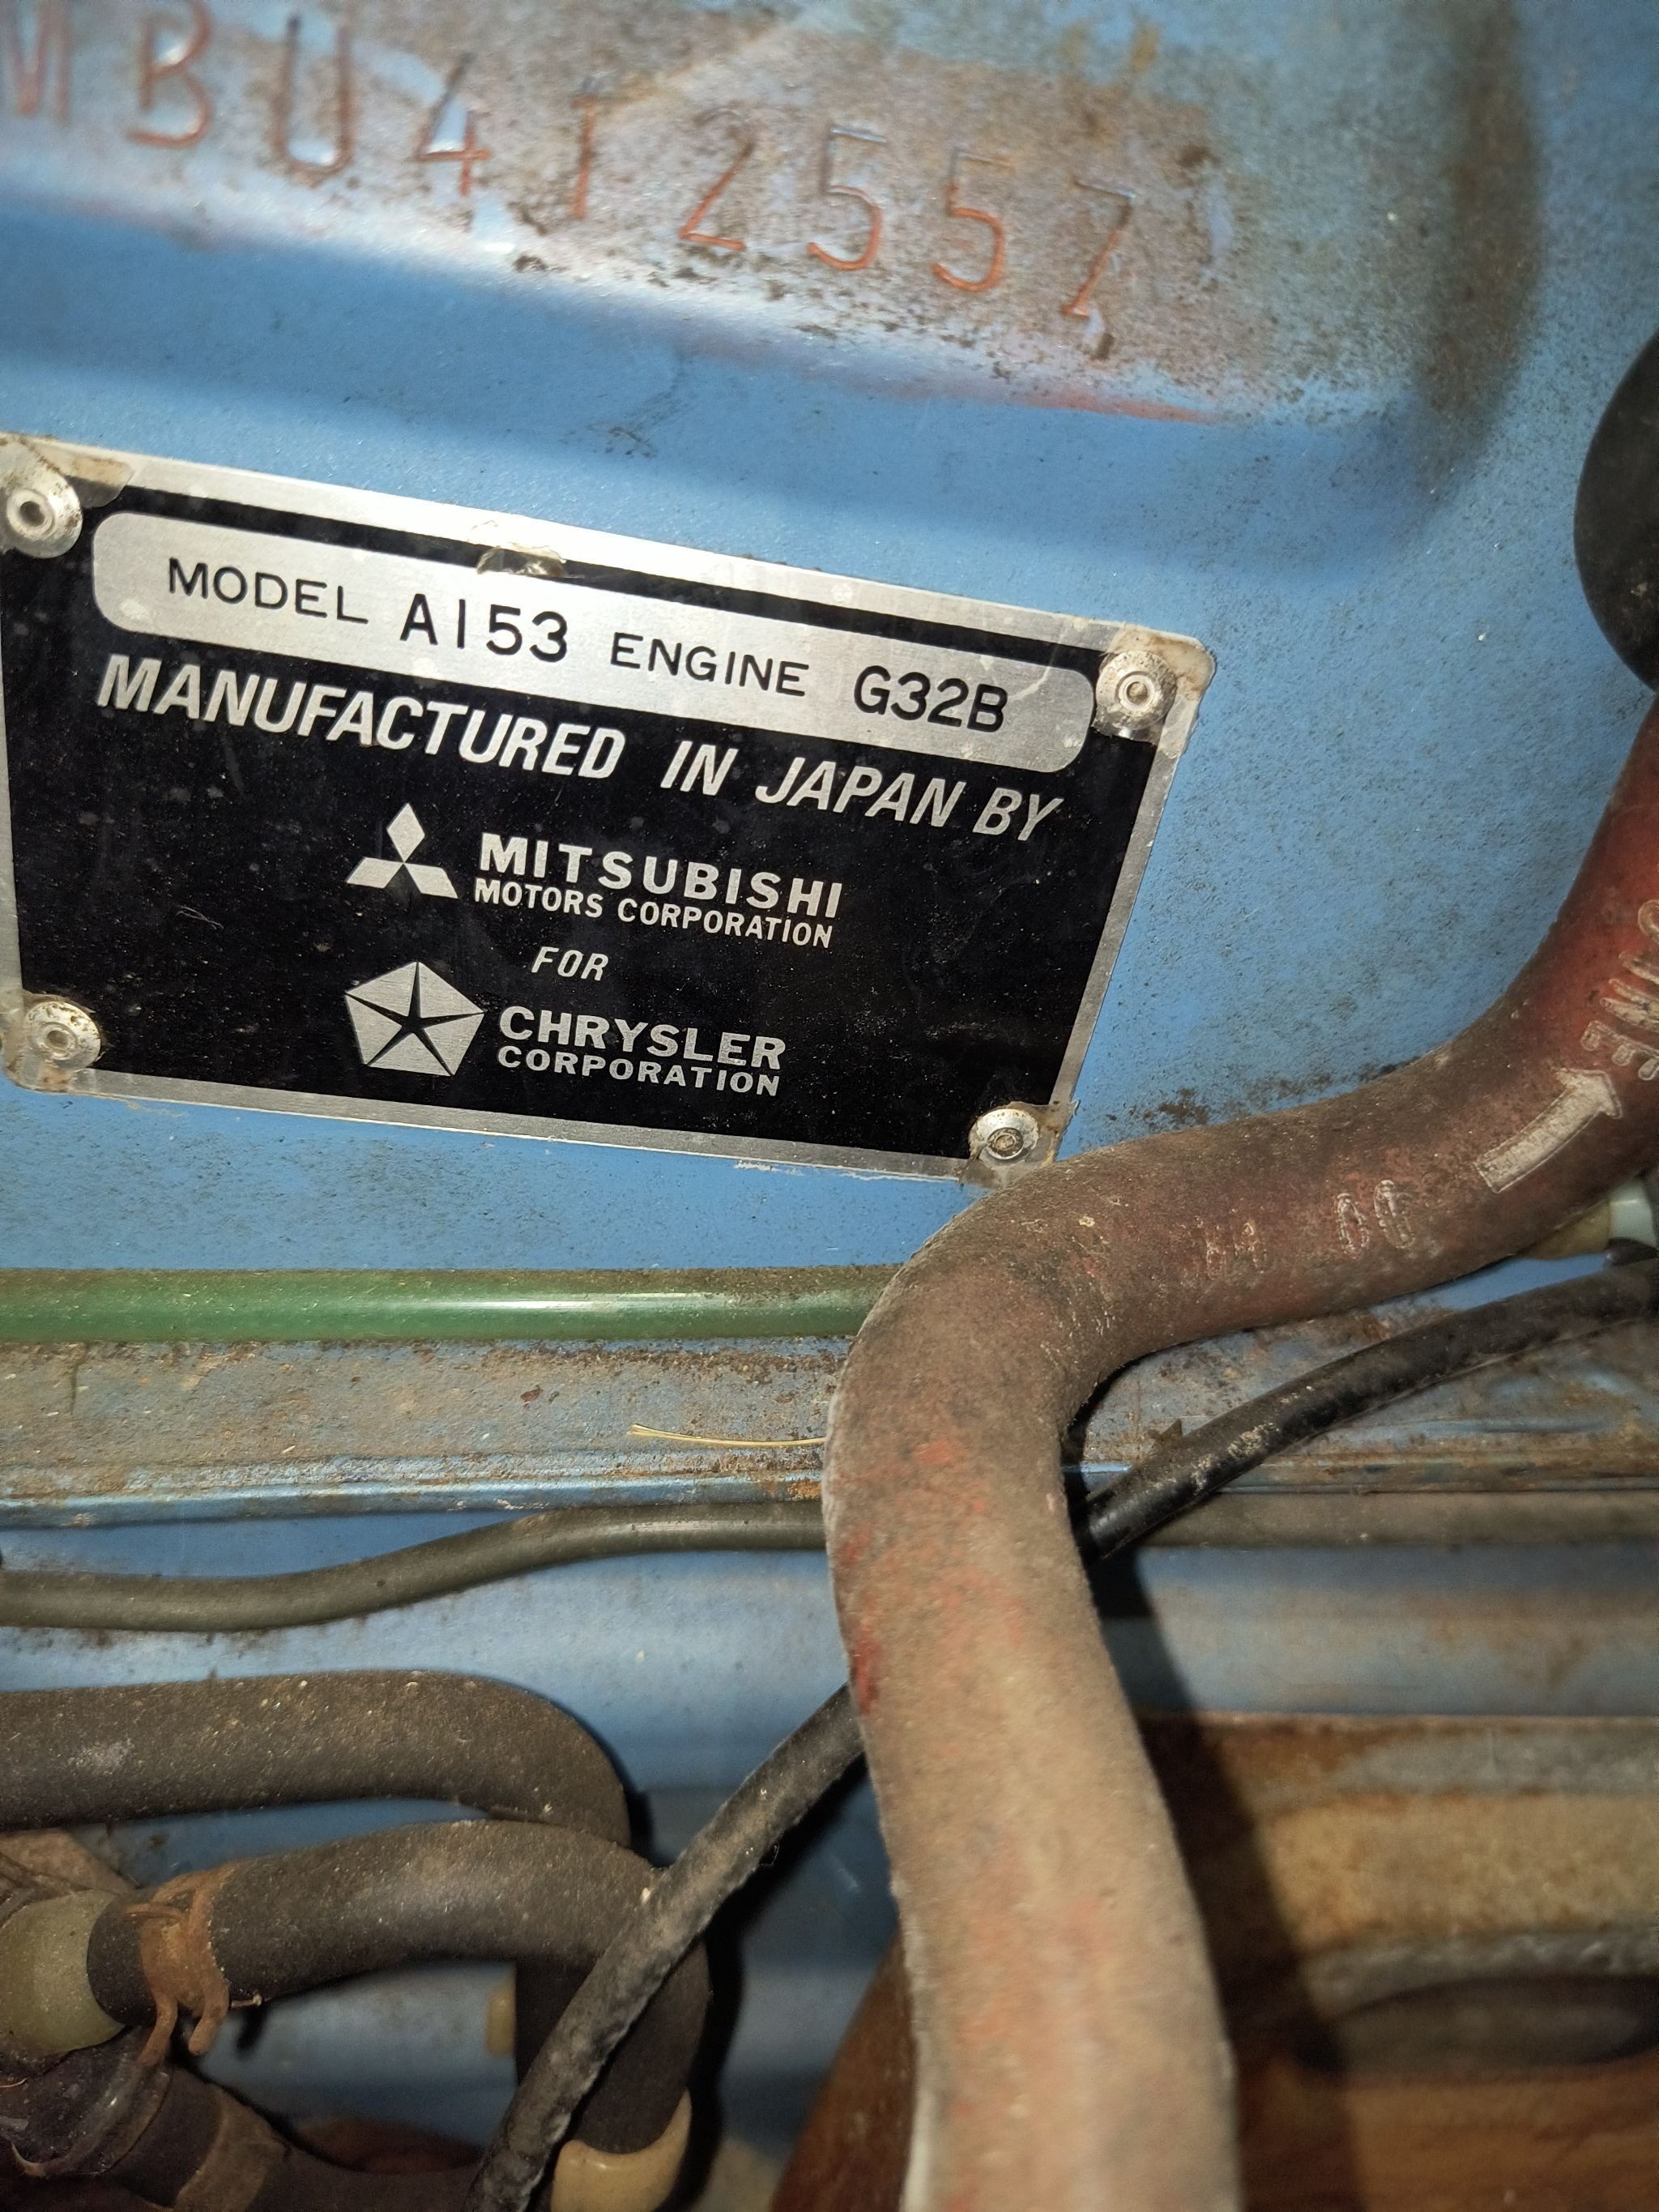 MBU4T2557
MODEL A153 ENGINE G32B
MANUFACTURED IN JAPAN BY
MITSUBISHI
MOTORS CORPORATION
FOR
CHRYSLER
CORPORATION